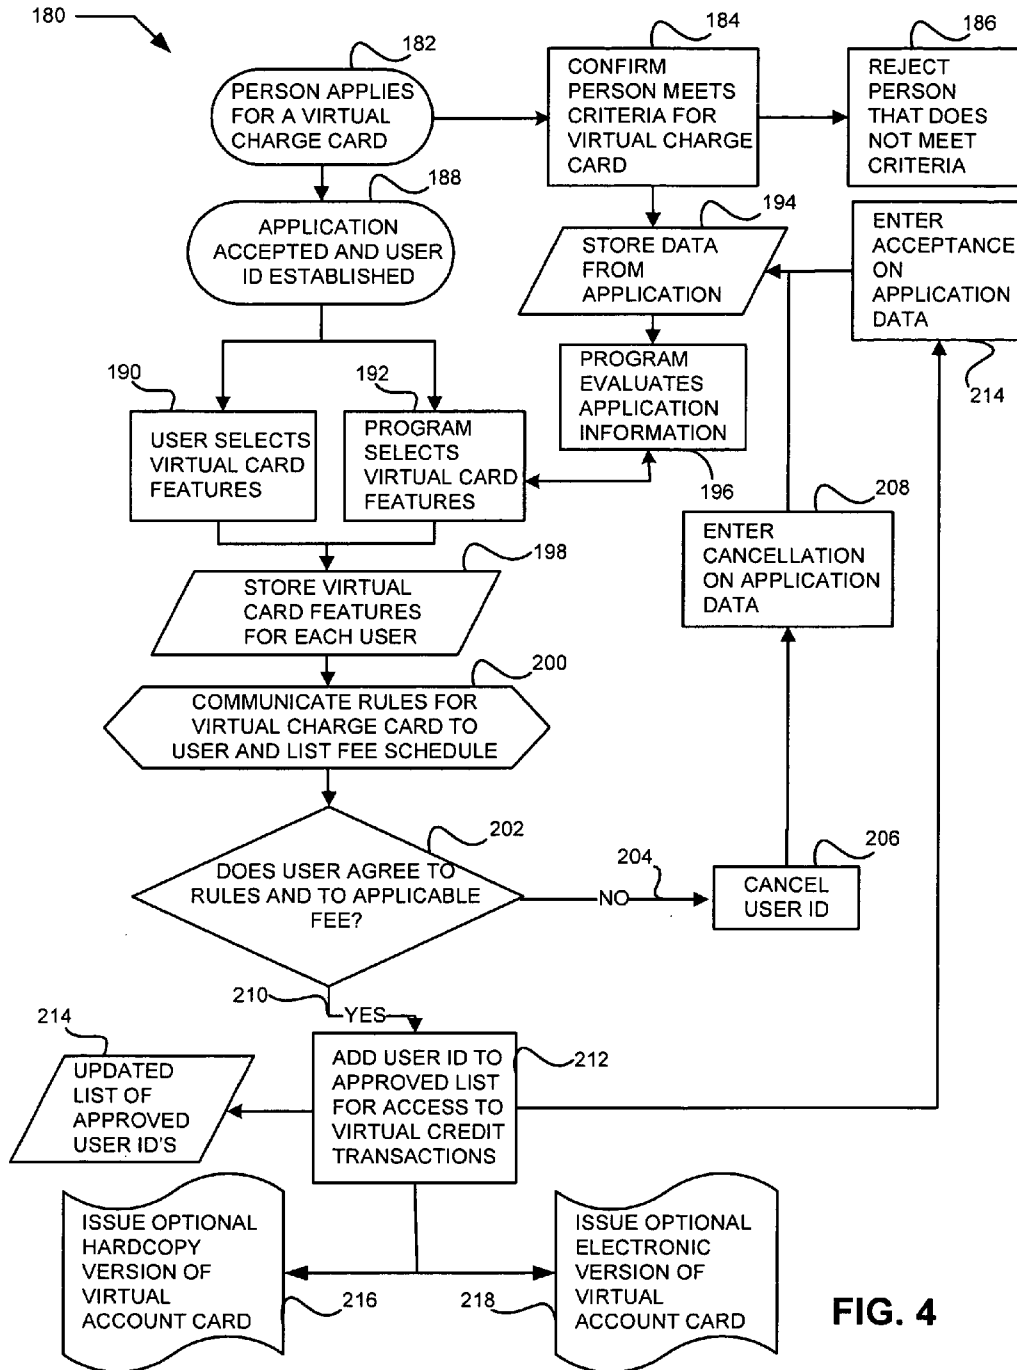 180
182
PERSON APPLIES
FOR A VIRTUAL
CHARGE CARD
184
CONFIRM
PERSON MEETS
CRITERIA FOR
VIRTUAL CHARGE
CARD
186
REJECT
PERSON
THAT DOES
NOT MEET
CRITERIA
188
APPLICATION
ACCEPTED AND USER
ID ESTABLISHED
194
STORE DATA
FROM
APPLICATION
ENTER
ACCEPTANCE
ON
APPLICATION
DATA
214
190
USER SELECTS
VIRTUAL CARD
FEATURES
192
PROGRAM
SELECTS
VIRTUAL CARD
FEATURES
PROGRAM
EVALUATES
APPLICATION
INFORMATION
196
208
ENTER
CANCELLATION
ON APPLICATION
DATA
198
STORE VIRTUAL
CARD FEATURES
FOR EACH USER
200
COMMUNICATE RULES FOR
VIRTUAL CHARGE CARD TO
USER AND LIST FEE SCHEDULE
202
DOES USER AGREE TO
RULES AND TO APPLICABLE
FEE?
204
NO
206
CANCEL
USER ID
210
YES
214
UPDATED
LIST OF
APPROVED
USER ID'S
212
ADD USER ID TO
APPROVED LIST
FOR ACCESS TO
VIRTUAL CREDIT
TRANSACTIONS
ISSUE OPTIONAL
HARDCOPY
VERSION OF
VIRTUAL
ACCOUNT CARD
216
ISSUE OPTIONAL
ELECTRONIC
VERSION OF
VIRTUAL
ACCOUNT CARD
218
FIG. 4